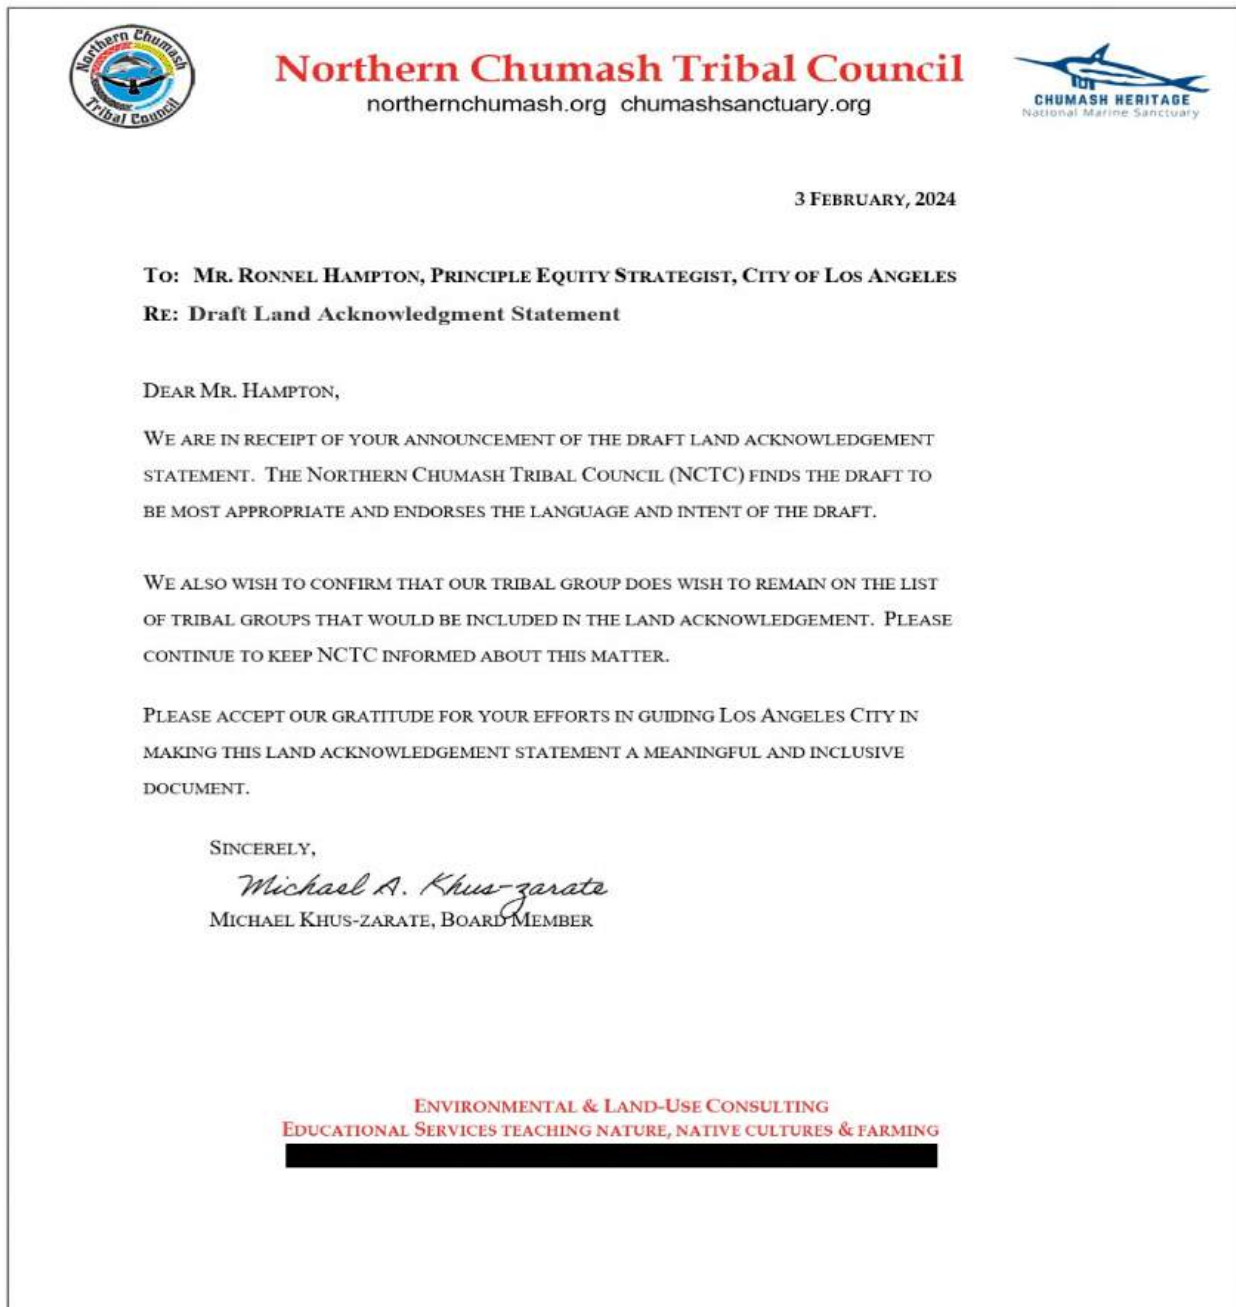 Northern Chumash
Tribal Council
Northern Chumash Tribal Council
northernchumash.org chumashsanctuary.org
CHUMASH HERITAGE
National Marine Sanctuary
3 FEBRUARY, 2024
TO: MR. RONNEL HAMPTON, PRINCIPLE EQUITY STRATEGIST, CITY OF LOS ANGELES
RE: Draft Land Acknowledgment Statement
DEAR MR. HAMPTON,
WE ARE IN RECEIPT OF YOUR ANNOUNCEMENT OF THE DRAFT LAND ACKNOWLEDGEMENT
STATEMENT. THE NORTHERN CHUMASH TRIBAL COUNCIL (NCTC) FINDS THE DRAFT TO
BE MOST APPROPRIATE AND ENDORSES THE LANGUAGE AND INTENT OF THE DRAFT.
WE ALSO WISH TO CONFIRM THAT OUR TRIBAL GROUP DOES WISH TO REMAIN ON THE LIST
OF TRIBAL GROUPS THAT WOULD BE INCLUDED IN THE LAND ACKNOWLEDGEMENT. PLEASE
CONTINUE TO KEEP NCTC INFORMED ABOUT THIS MATTER.
PLEASE ACCEPT OUR GRATITUDE FOR YOUR EFFORTS IN GUIDING LOS ANGELES CITY IN
MAKING THIS LAND ACKNOWLEDGEMENT STATEMENT A MEANINGFUL AND INCLUSIVE
DOCUMENT.
SINCERELY,
Michael A. Khus-zarate
MICHAEL KHUS-ZARATE, BOARD MEMBER
ENVIRONMENTAL & LAND-USE CONSULTING
EDUCATIONAL SERVICES TEACHING NATURE, NATIVE CULTURES & FARMING